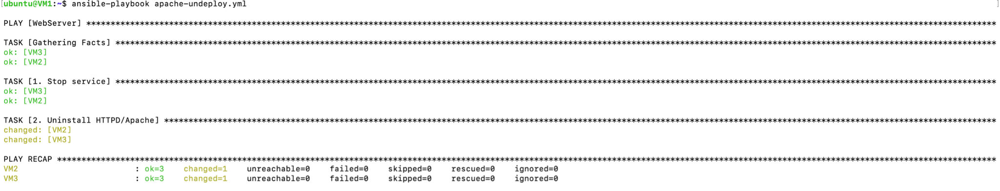 [ubuntu@VM1:~$ ansible-playbook apache-undeploy.yml ]
PLAY [WebServer] *******************************************************************************************************************************************************************************************
TASK [Gathering Facts] *************************************************************************************************************************************************************************************
ok: [VM3]
ok: [VM2]
TASK [1. Stop service] *************************************************************************************************************************************************************************************
ok: [VM3]
ok: [VM2]
TASK [2. Uninstall HTTPD/Apache] ***************************************************************************************************************************************************************************
changed: [VM2]
changed: [VM3]
PLAY RECAP *************************************************************************************************************************************************************************************************
VM2 : ok=3 changed=1 unreachable=0 failed=0 skipped=0 rescued=0 ignored=0
VM3 : ok=3 changed=1 unreachable=0 failed=0 skipped=0 rescued=0 ignored=0